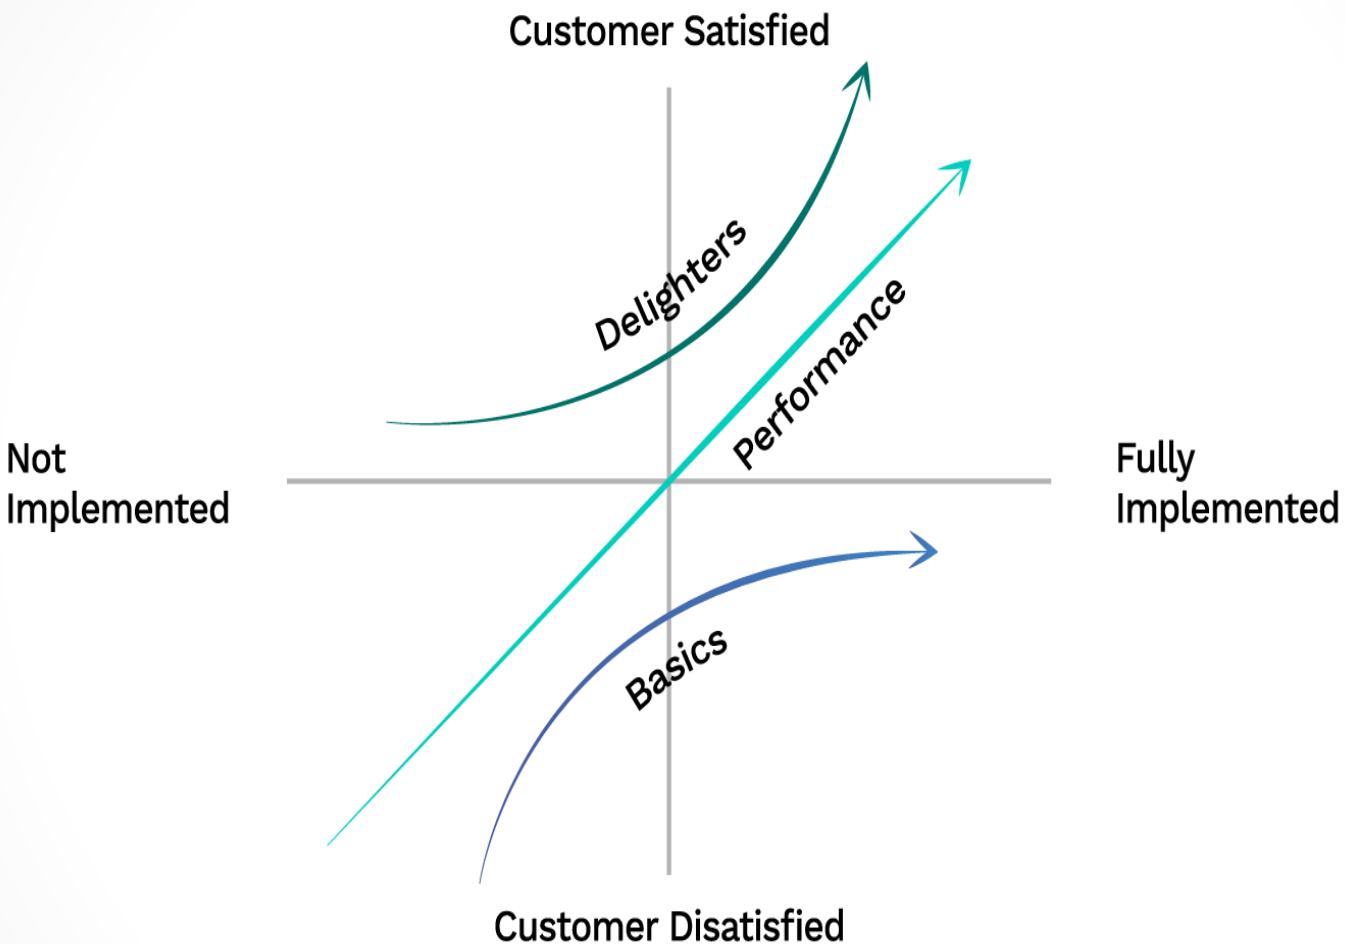 Customer Satisfied
Delighters
Performance
Not
Implemented
Fully
Implemented
Basics
Customer Disatisfied